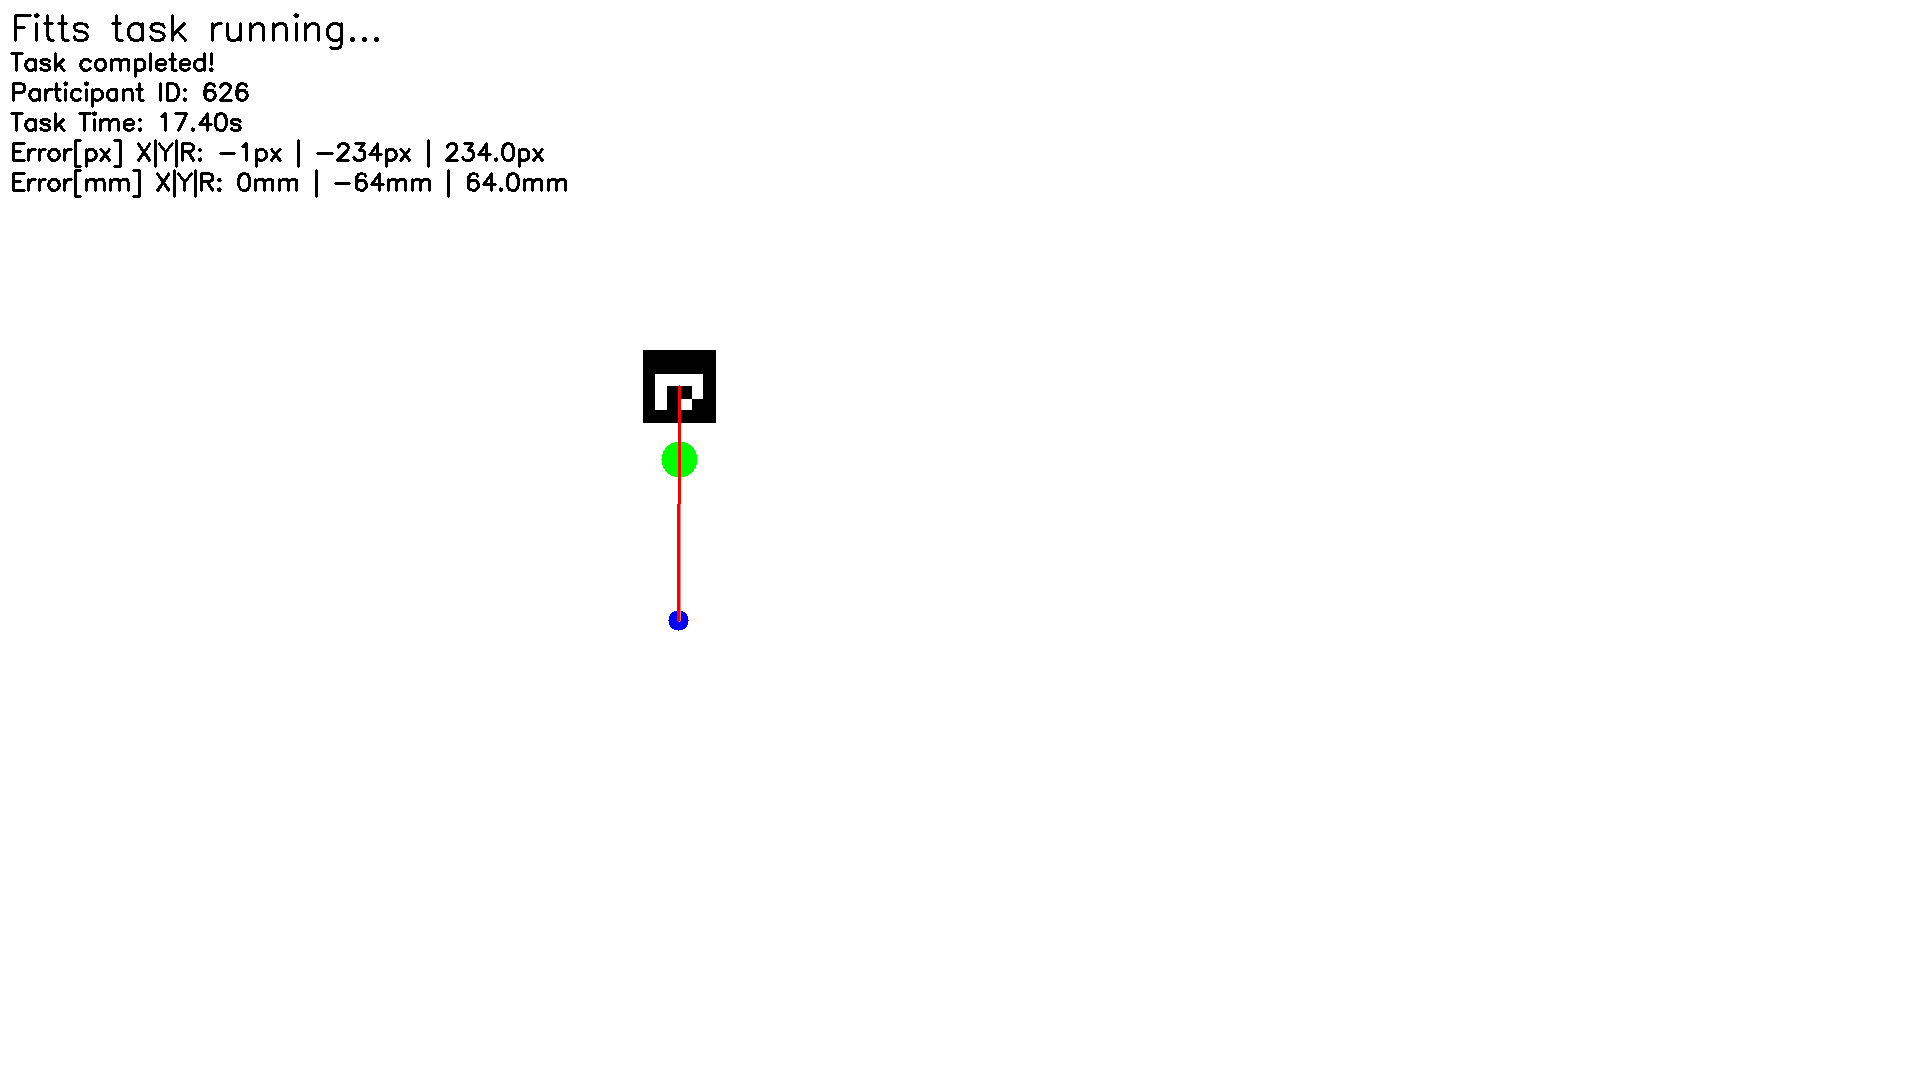 Fitts task running...
Task completed!
Participant ID: 626
Task Time: 17.40s
Error[px] X|Y|R: -1px | -234px | 234.0px
Error[mm] X|Y|R: 0mm | -64mm | 64.0mm